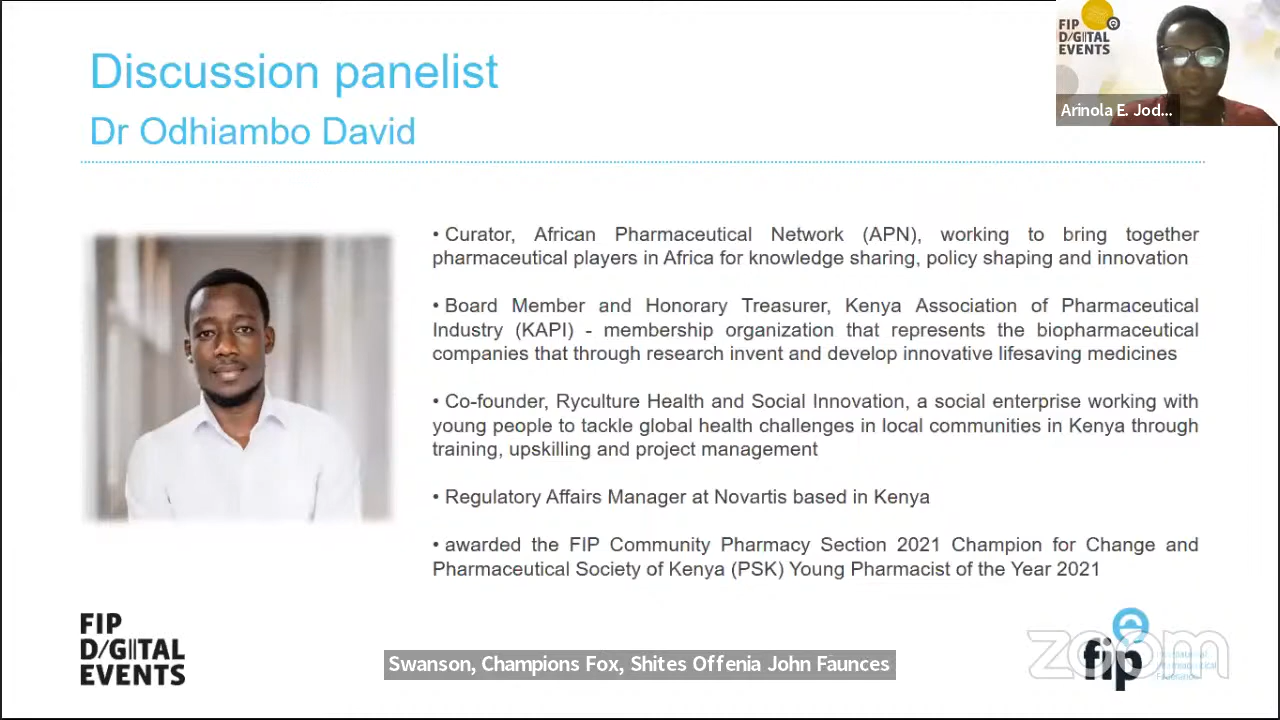 Discussion panelist
Dr Odhiambo David
FIP
D/GITAL
EVENTS
Arinola E. Jod...
• Curator, African Pharmaceutical Network (APN), working to bring together
pharmaceutical players in Africa for knowledge sharing, policy shaping and innovation
• Board Member and Honorary Treasurer, Kenya Association of Pharmaceutical
Industry (KAPI) - membership organization that represents the biopharmaceutical
companies that through research invent and develop innovative lifesaving medicines
• Co-founder, Ryculture Health and Social Innovation, a social enterprise working with
young people to tackle global health challenges in local communities in Kenya through
training, upskilling and project management
• Regulatory Affairs Manager at Novartis based in Kenya
• awarded the FIP Community Pharmacy Section 2021 Champion for Change and
Pharmaceutical Society of Kenya (PSK) Young Pharmacist of the Year 2021
FIP
D/GITAL
EVENTS
Swanson, Champions Fox, Shites Offenia John Faunces
zoom
fip